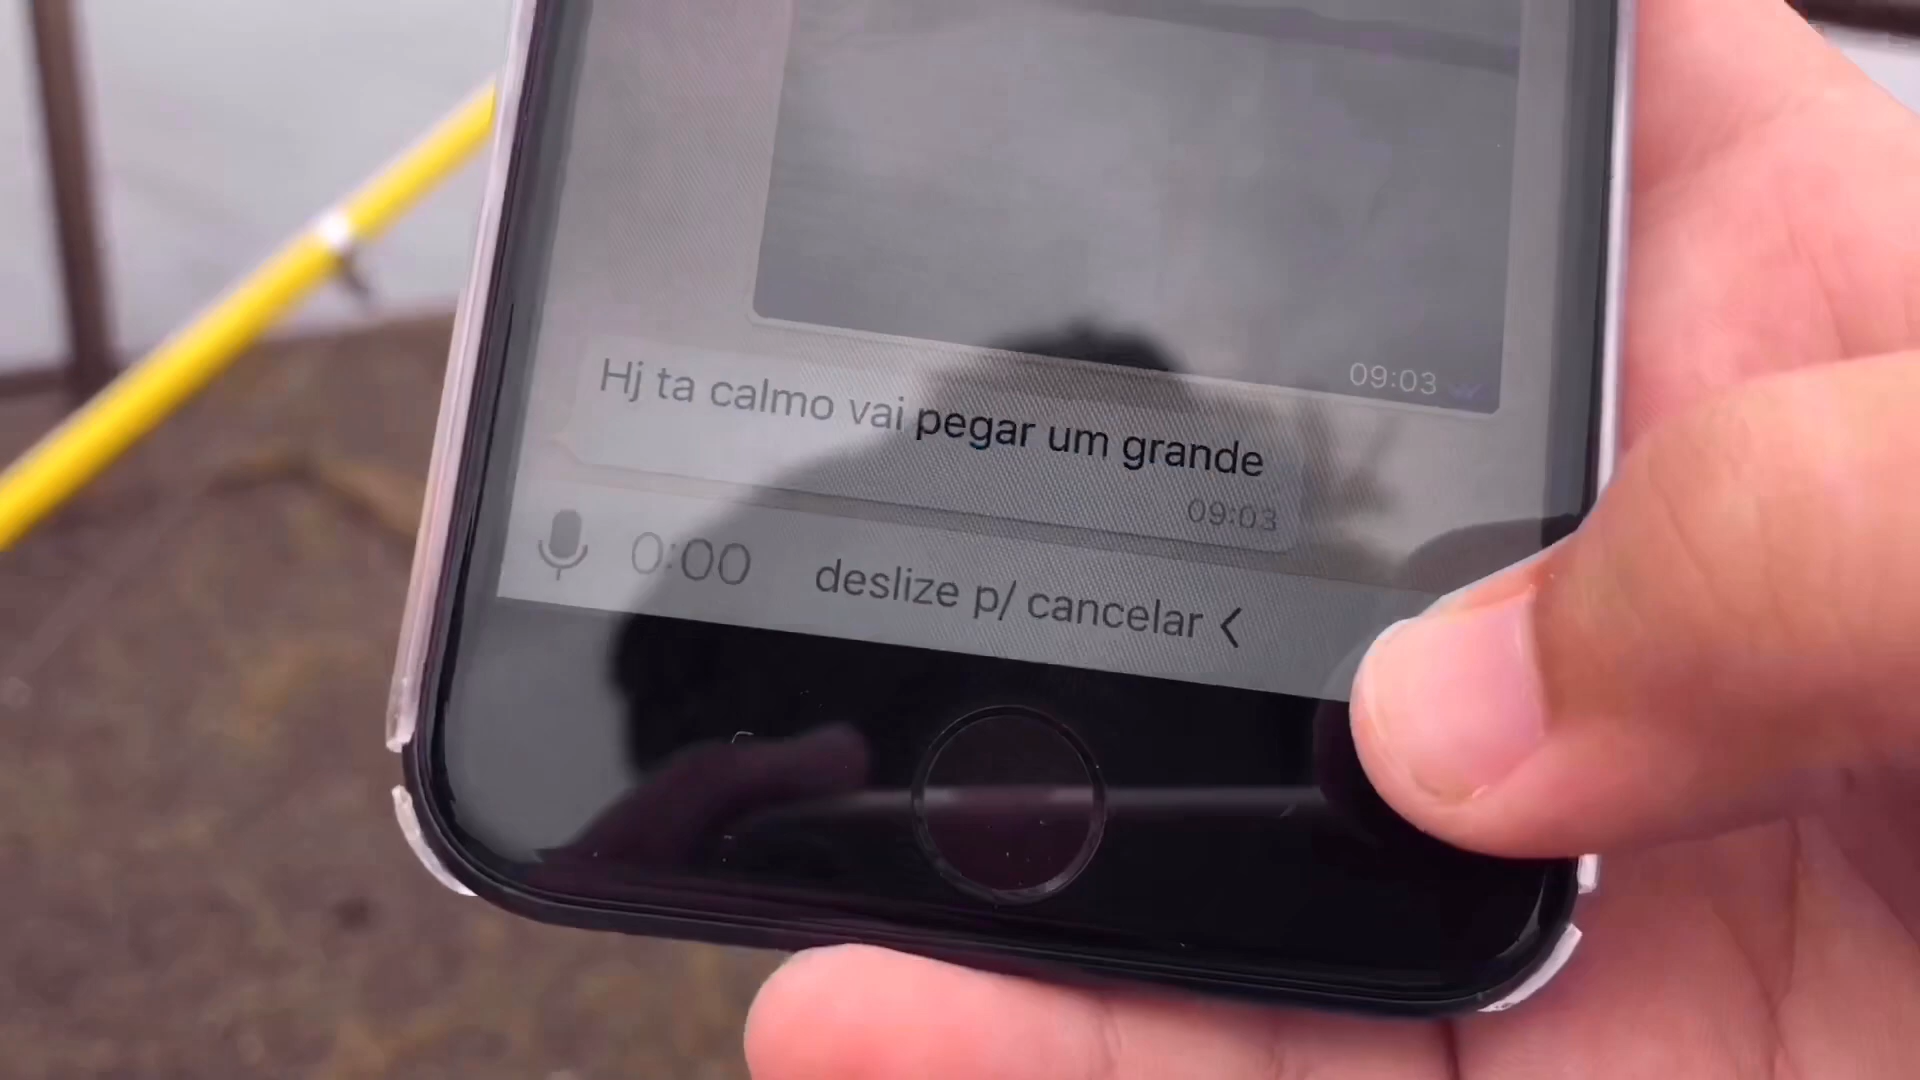 09:03
Hj ta calmo vai pegar um grande
09:03
0:00 deslize p/ cancelar <